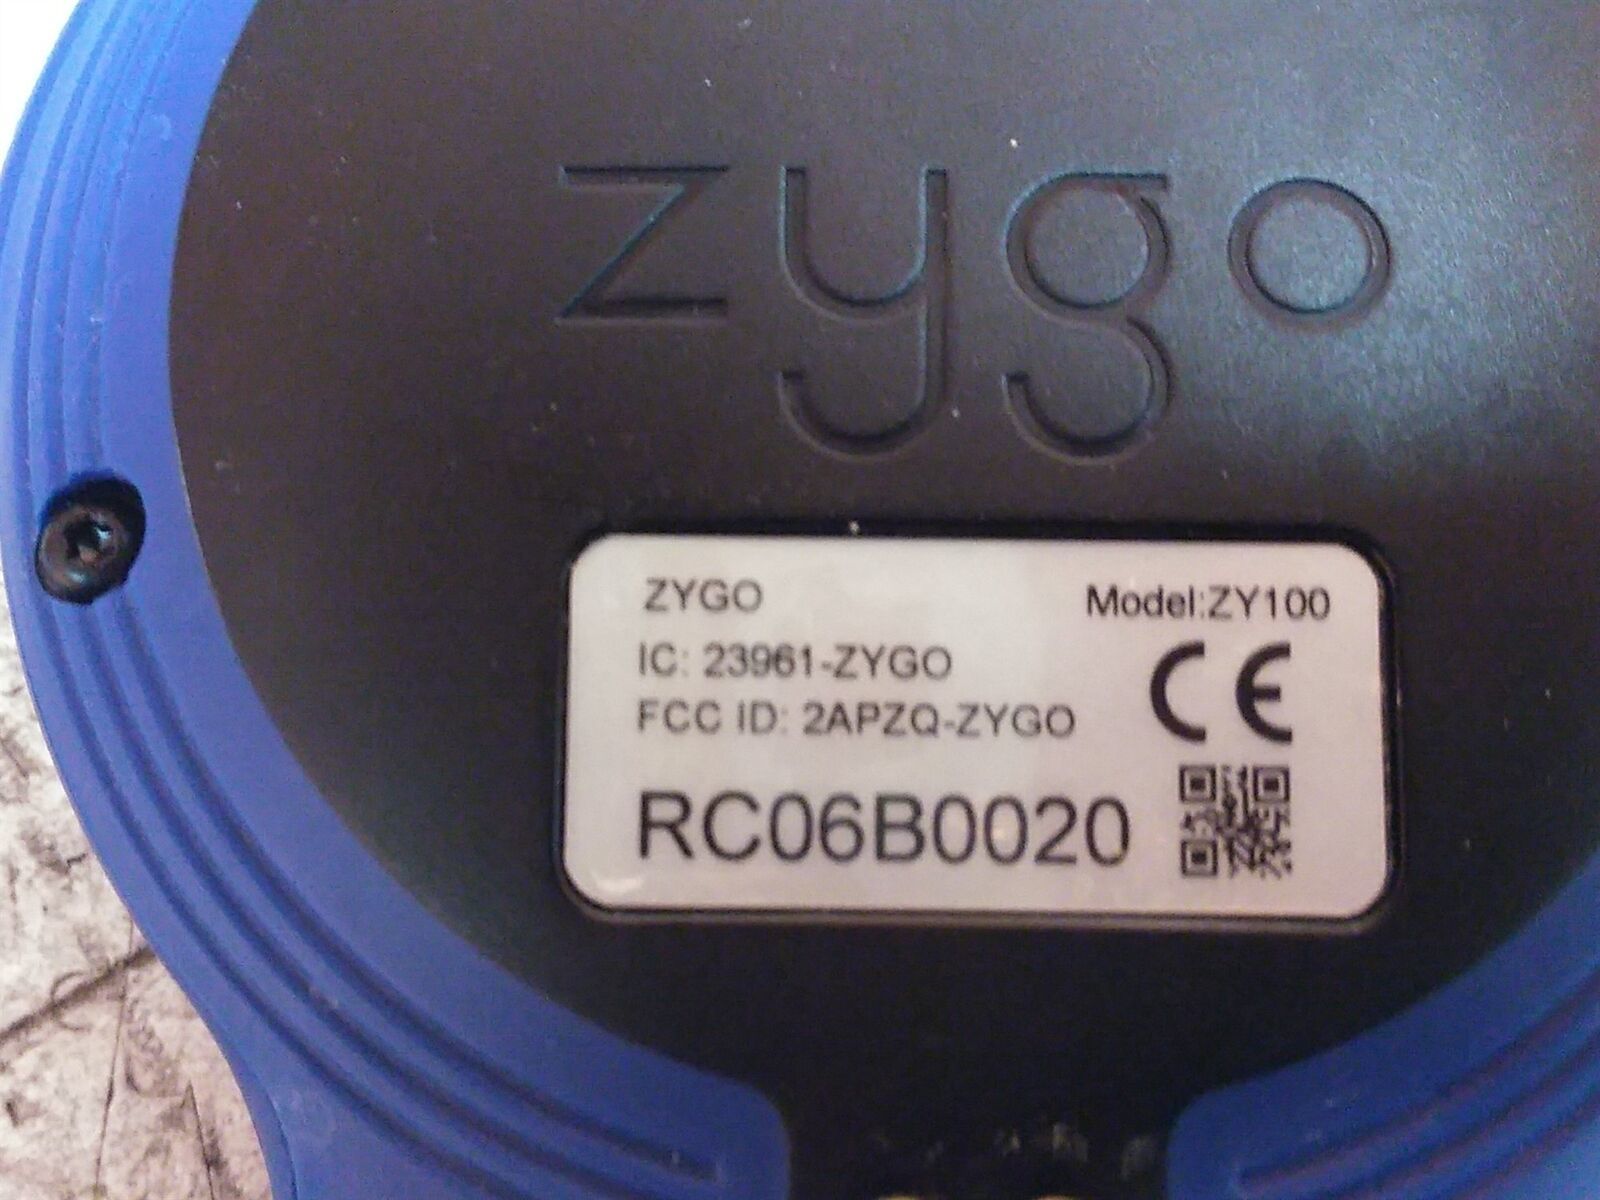 zygo
ZYGO Model:ZY100
IC: 23961-ZYGO
FCC ID: 2APZQ-ZYGO
CE
RC06B0020